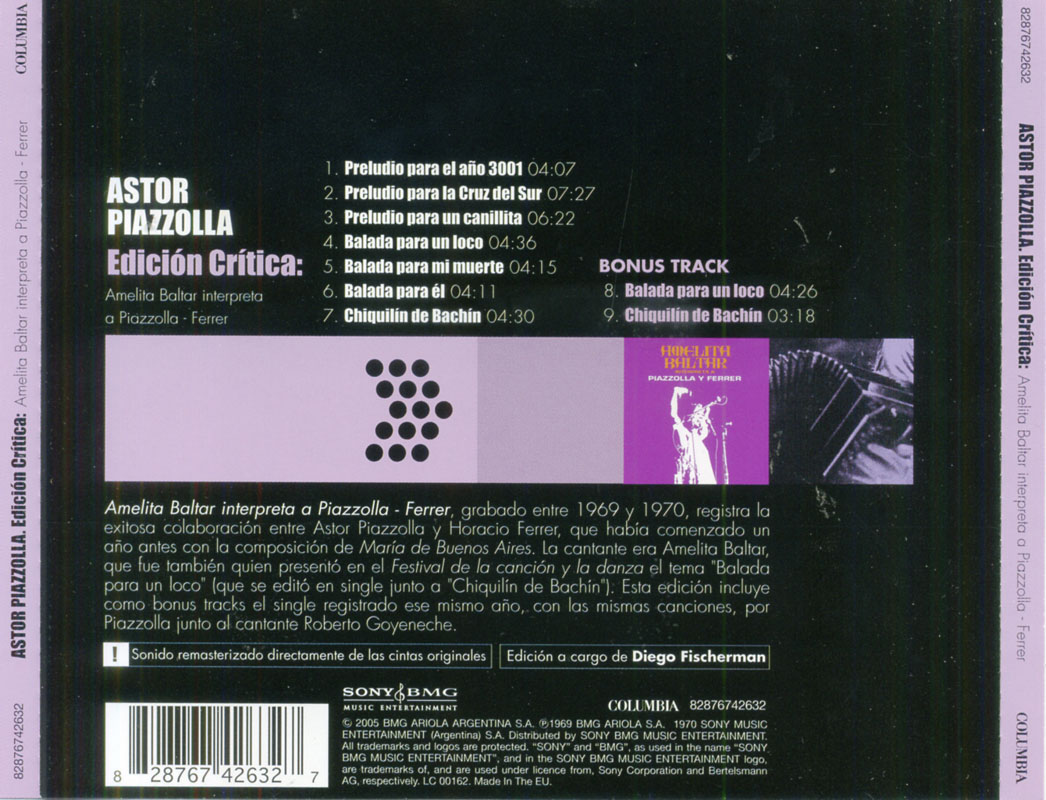 COLUMBIA
ASTOR PIAZZOLLA. Edición Crítica: Amelita Baltar interpreta a Piazzolla - Ferrer
82876742632
ASTOR
PIAZZOLLA
Edición Crítica:
Amelita Baltar interpreta
a Piazzolla - Ferrer
1. Preludio para el año 3001 04:07
2. Preludio para la Cruz del Sur 07:27
3. Preludio para un canillita 06:22
4. Balada para un loco 04:36
5. Balada para mi muerte 04:15
6. Balada para él 04:11
7. Chiquilín de Bachín 04:30
BONUS TRACK
8. Balada para un loco 04:26
9. Chiquilín de Bachín 03:18
AMELITA
BALTAR
INTERPRETA A
PIAZZOLLA Y FERRER
Amelita Baltar interpreta a Piazzolla - Ferrer, grabado entre 1969 y 1970, registra la
exitosa colaboración entre Astor Piazzolla y Horacio Ferrer, que había comenzado un
año antes con la composición de María de Buenos Aires. La cantante era Amelita Baltar,
que fue también quien presentó en el Festival de la canción y la danza el tema "Balada
para un loco" (que se editó en single junto a "Chiquilín de Bachín"). Esta edición incluye
como bonus tracks el single registrado ese mismo año, con las mismas canciones, por
Piazzolla junto al cantante Roberto Goyeneche.
! Sonido remasterizado directamente de las cintas originales
Edición a cargo de Diego Fischerman
SONY BMG
MUSIC ENTERTAINMENT
COLUMBIA 82876742632
© 2005 BMG ARIOLA ARGENTINA S.A. ℗1969 BMG ARIOLA S.A. 1970 SONY MUSIC
ENTERTAINMENT (Argentina) S.A. Distributed by SONY BMG MUSIC ENTERTAINMENT.
All trademarks and logos are protected. "SONY" and "BMG", as used in the name "SONY
BMG MUSIC ENTERTAINMENT", and in the SONY BMG MUSIC ENTERTAINMENT logo,
are trademarks of, and are used under licence from, Sony Corporation and Bertelsmann
AG, respectively. LC 00162. Made In The EU.
8 28767 42632 7
82876742632
ASTOR PIAZZOLLA. Edición Crítica: Amelita Baltar interpreta a Piazzolla - Ferrer
COLUMBIA